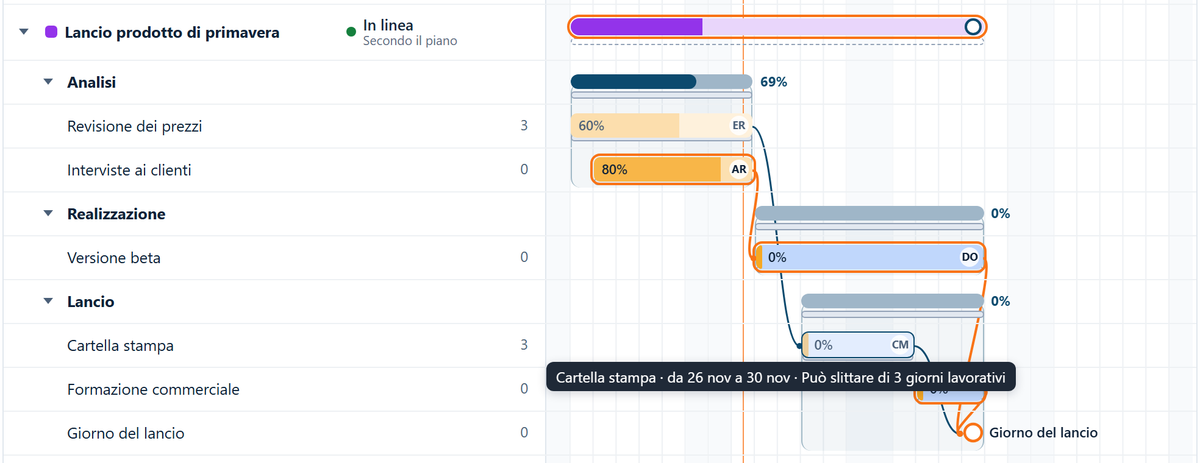 Lancio prodotto di primavera
In linea
Secondo il piano
Analisi
69%
Revisione dei prezzi 3
60% ER
Interviste ai clienti 0
80% AR
Realizzazione
0%
Versione beta 0
0% DO
Lancio
0%
Cartella stampa 3
0% CM
Cartella stampa · da 26 nov a 30 nov · Può slittare di 3 giorni lavorativi
Formazione commerciale 0
Giorno del lancio 0
Giorno del lancio